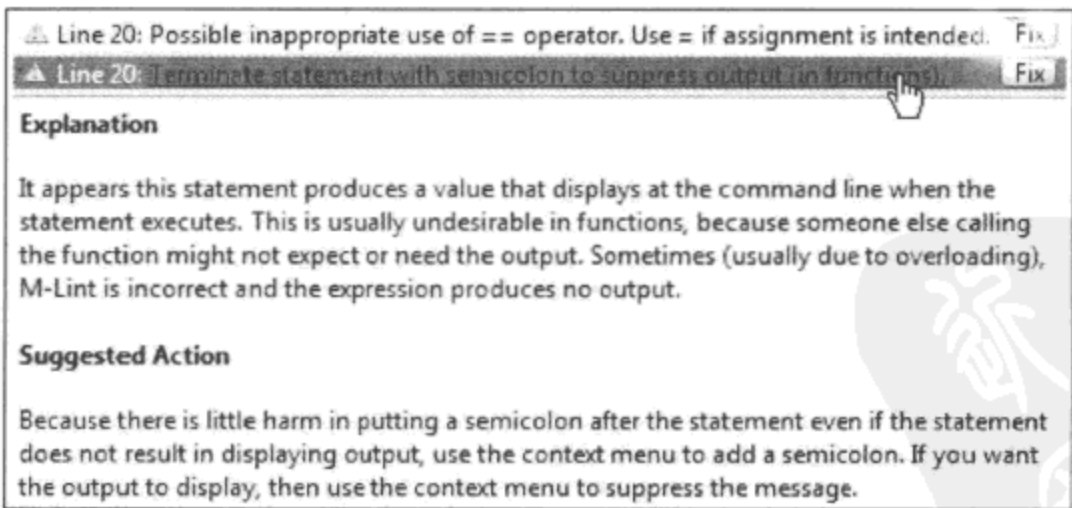 Line 20: Possible inappropriate use of == operator. Use = if assignment is intended. Fix
Line 20: Terminate statement with semicolon to suppress output (in functions). Fix
Explanation
It appears this statement produces a value that displays at the command line when the
statement executes. This is usually undesirable in functions, because someone else calling
the function might not expect or need the output. Sometimes (usually due to overloading),
M-Lint is incorrect and the expression produces no output.
Suggested Action
Because there is little harm in putting a semicolon after the statement even if the statement
does not result in displaying output, use the context menu to add a semicolon. If you want
the output to display, then use the context menu to suppress the message.